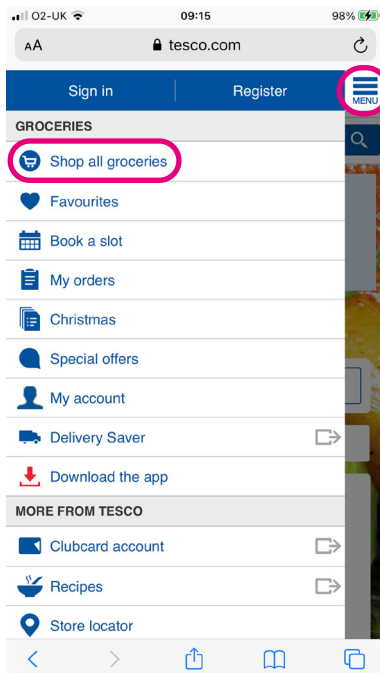 O2-UK 09:15 98%
AA tesco.com
Sign in Register MENU
GROCERIES
Shop all groceries
Favourites
Book a slot
My orders
Christmas
Special offers
My account
Delivery Saver
Download the app
MORE FROM TESCO
Clubcard account
Recipes
Store locator